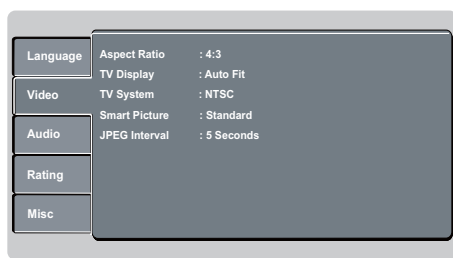 Language
Video
Audio
Rating
Misc
Aspect Ratio : 4:3
TV Display : Auto Fit
TV System : NTSC
Smart Picture : Standard
JPEG Interval : 5 Seconds